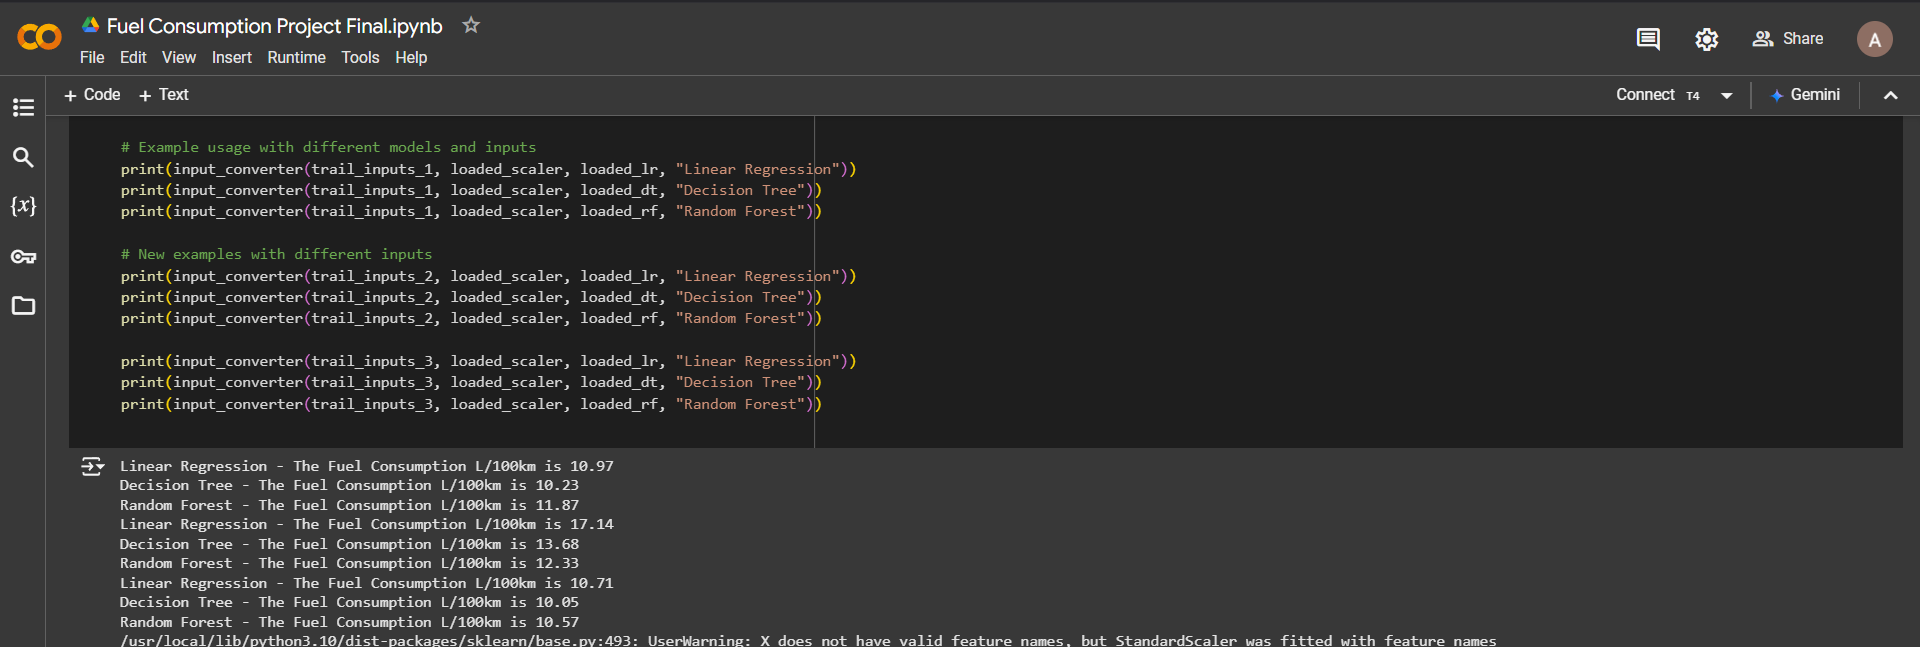 Fuel Consumption Project Final.ipynb
File Edit View Insert Runtime Tools Help
Share
A
+ Code + Text
Connect T4
Gemini
{x}
# Example usage with different models and inputs
print(input_converter(trail_inputs_1, loaded_scaler, loaded_lr, "Linear Regression"))
print(input_converter(trail_inputs_1, loaded_scaler, loaded_dt, "Decision Tree"))
print(input_converter(trail_inputs_1, loaded_scaler, loaded_rf, "Random Forest"))
# New examples with different inputs
print(input_converter(trail_inputs_2, loaded_scaler, loaded_lr, "Linear Regression"))
print(input_converter(trail_inputs_2, loaded_scaler, loaded_dt, "Decision Tree"))
print(input_converter(trail_inputs_2, loaded_scaler, loaded_rf, "Random Forest"))
print(input_converter(trail_inputs_3, loaded_scaler, loaded_lr, "Linear Regression"))
print(input_converter(trail_inputs_3, loaded_scaler, loaded_dt, "Decision Tree"))
print(input_converter(trail_inputs_3, loaded_scaler, loaded_rf, "Random Forest"))
Linear Regression - The Fuel Consumption L/100km is 10.97
Decision Tree - The Fuel Consumption L/100km is 10.23
Random Forest - The Fuel Consumption L/100km is 11.87
Linear Regression - The Fuel Consumption L/100km is 17.14
Decision Tree - The Fuel Consumption L/100km is 13.68
Random Forest - The Fuel Consumption L/100km is 12.33
Linear Regression - The Fuel Consumption L/100km is 10.71
Decision Tree - The Fuel Consumption L/100km is 10.05
Random Forest - The Fuel Consumption L/100km is 10.57
/usr/local/lib/python3.10/dist-packages/sklearn/base.py:493: UserWarning: X does not have valid feature names, but StandardScaler was fitted with feature names